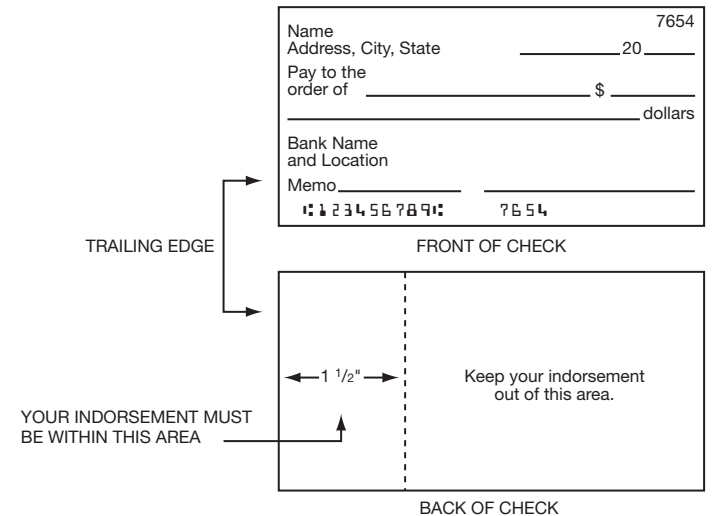 7654
Name
Address, City, State 20
Pay to the
order of $
dollars
Bank Name
and Location
Memo
⑆123456789⑆ 7654
TRAILING EDGE
FRONT OF CHECK
1 1/2"
Keep your indorsement
out of this area.
YOUR INDORSEMENT MUST
BE WITHIN THIS AREA
BACK OF CHECK